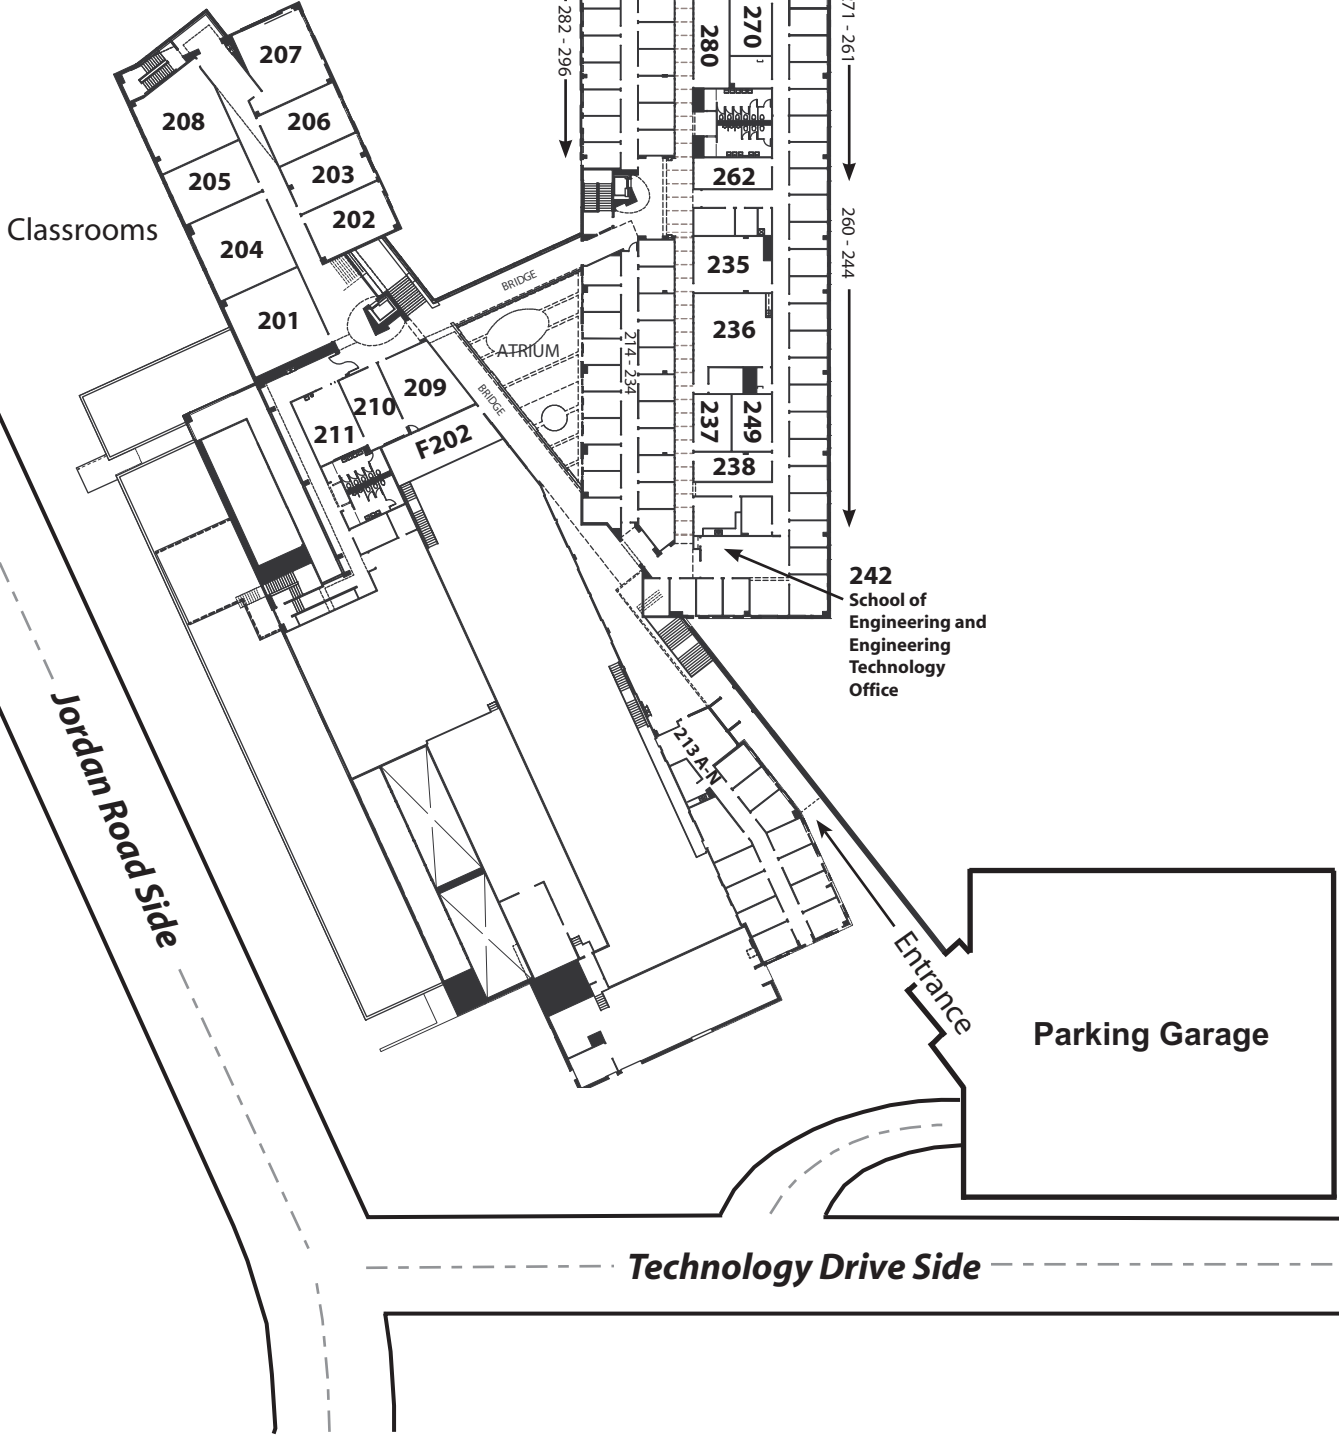 207
208
206
205
203
202
204
201
Classrooms
282 - 296
280
270
271 - 261
262
260 - 244
235
236
237
249
238
214 - 234
BRIDGE
ATRIUM
BRIDGE
209
210
211
F202
242
School of
Engineering and
Engineering
Technology
Office
213 A-N
Jordan Road Side
Entrance
Parking Garage
Technology Drive Side